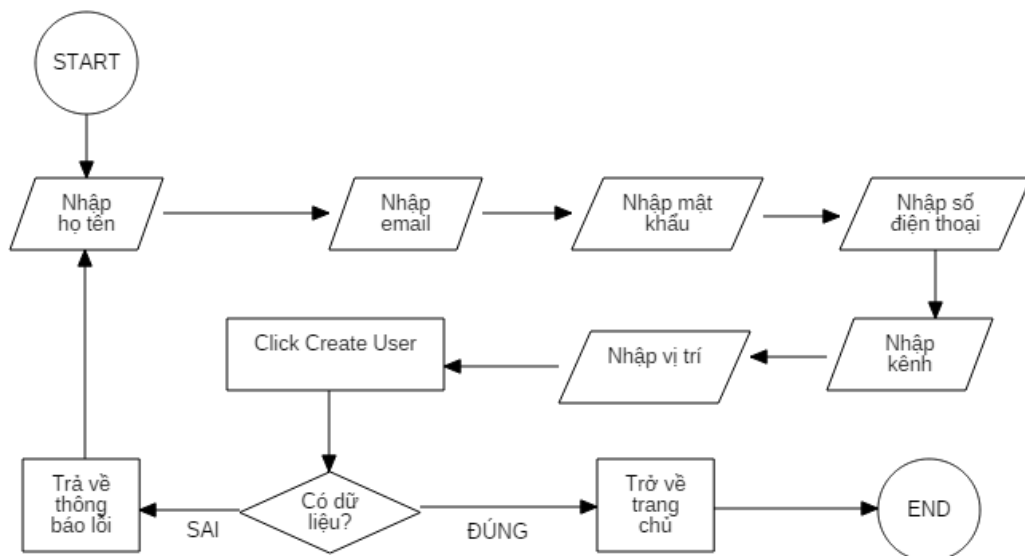 START
Nhập
họ tên
Nhập
email
Nhập mật
khẩu
Nhập số
điện thoại
Nhập
kênh
Nhập vị trí
Click Create User
Có dữ
liệu?
SAI
Trả về
thông
báo lỗi
ĐÚNG
Trở về
trang
chủ
END